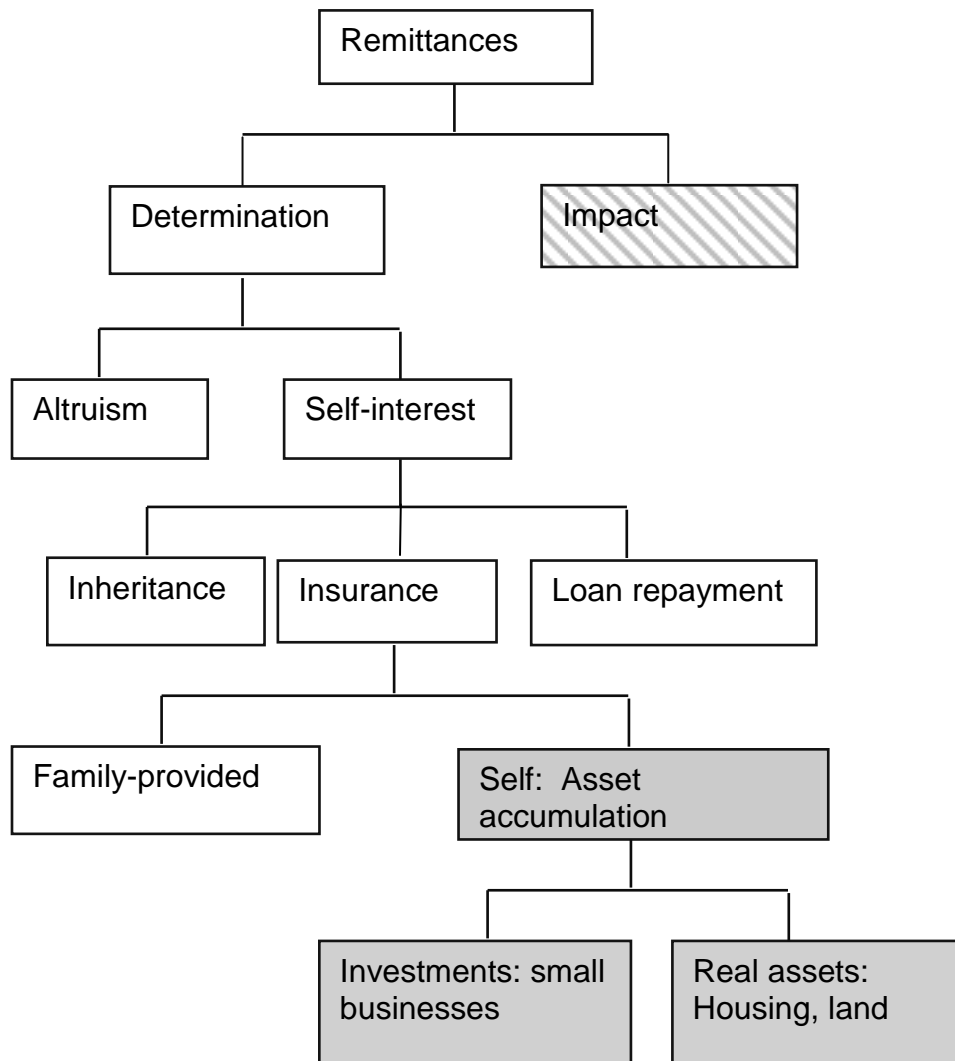 Remittances
Determination
Impact
Altruism
Self-interest
Inheritance
Insurance
Loan repayment
Family-provided
Self: Asset
accumulation
Investments: small
businesses
Real assets:
Housing, land